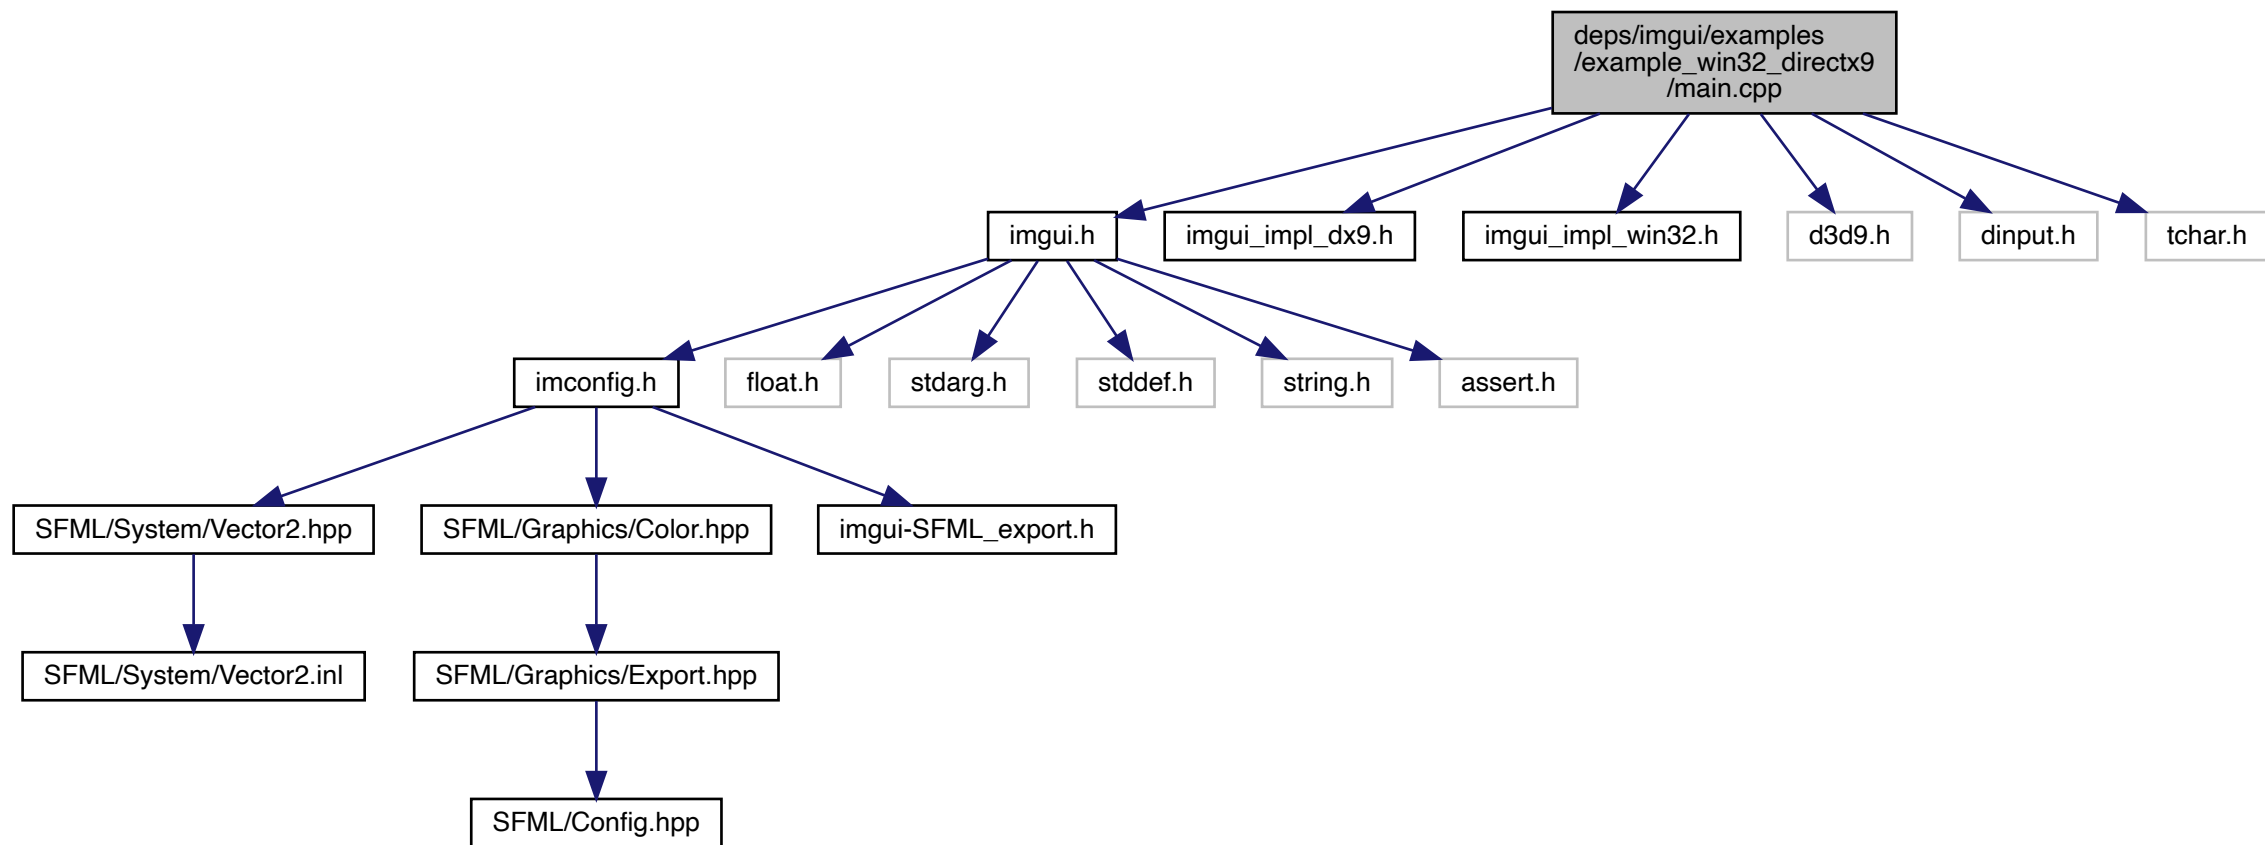 deps/imgui/examples
/example_win32_directx9
/main.cpp
imgui.h
imgui_impl_dx9.h
imgui_impl_win32.h
d3d9.h
dinput.h
tchar.h
imconfig.h
float.h
stdarg.h
stddef.h
string.h
assert.h
SFML/System/Vector2.hpp
SFML/Graphics/Color.hpp
imgui-SFML_export.h
SFML/System/Vector2.inl
SFML/Graphics/Export.hpp
SFML/Config.hpp